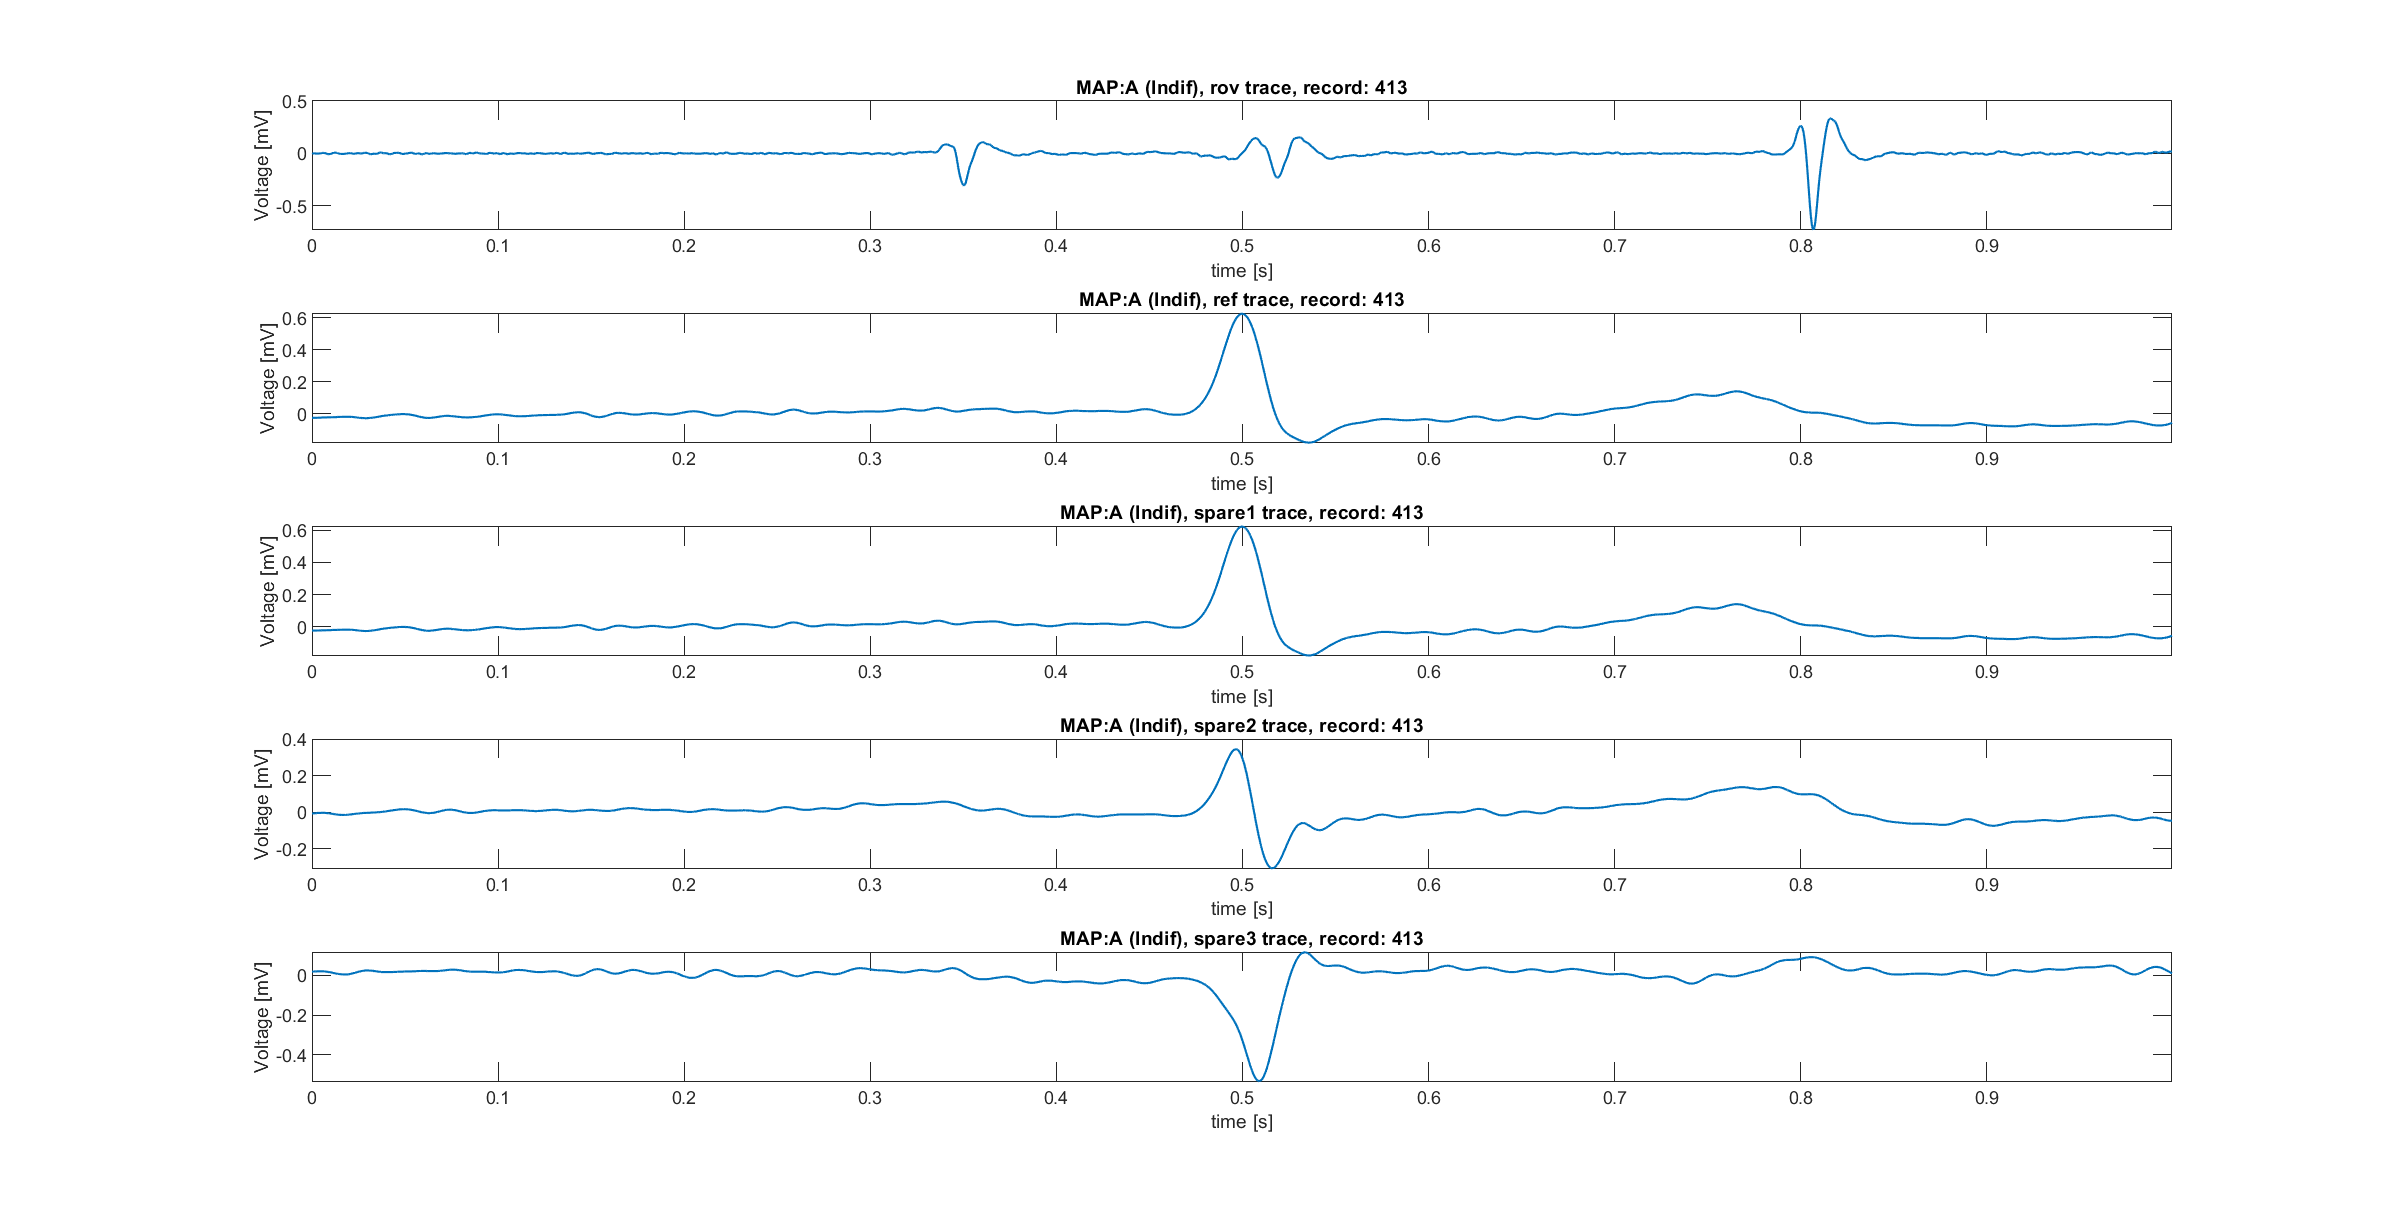 MAP:A (Indif), rov trace, record: 413
Voltage [mV]
0.5
0
-0.5
0 0.1 0.2 0.3 0.4 0.5 0.6 0.7 0.8 0.9
time [s]
MAP:A (Indif), ref trace, record: 413
Voltage [mV]
0.6
0.4
0.2
0
0 0.1 0.2 0.3 0.4 0.5 0.6 0.7 0.8 0.9
time [s]
MAP:A (Indif), spare1 trace, record: 413
Voltage [mV]
0.6
0.4
0.2
0
0 0.1 0.2 0.3 0.4 0.5 0.6 0.7 0.8 0.9
time [s]
MAP:A (Indif), spare2 trace, record: 413
Voltage [mV]
0.4
0.2
0
-0.2
0 0.1 0.2 0.3 0.4 0.5 0.6 0.7 0.8 0.9
time [s]
MAP:A (Indif), spare3 trace, record: 413
Voltage [mV]
0
-0.2
-0.4
0 0.1 0.2 0.3 0.4 0.5 0.6 0.7 0.8 0.9
time [s]